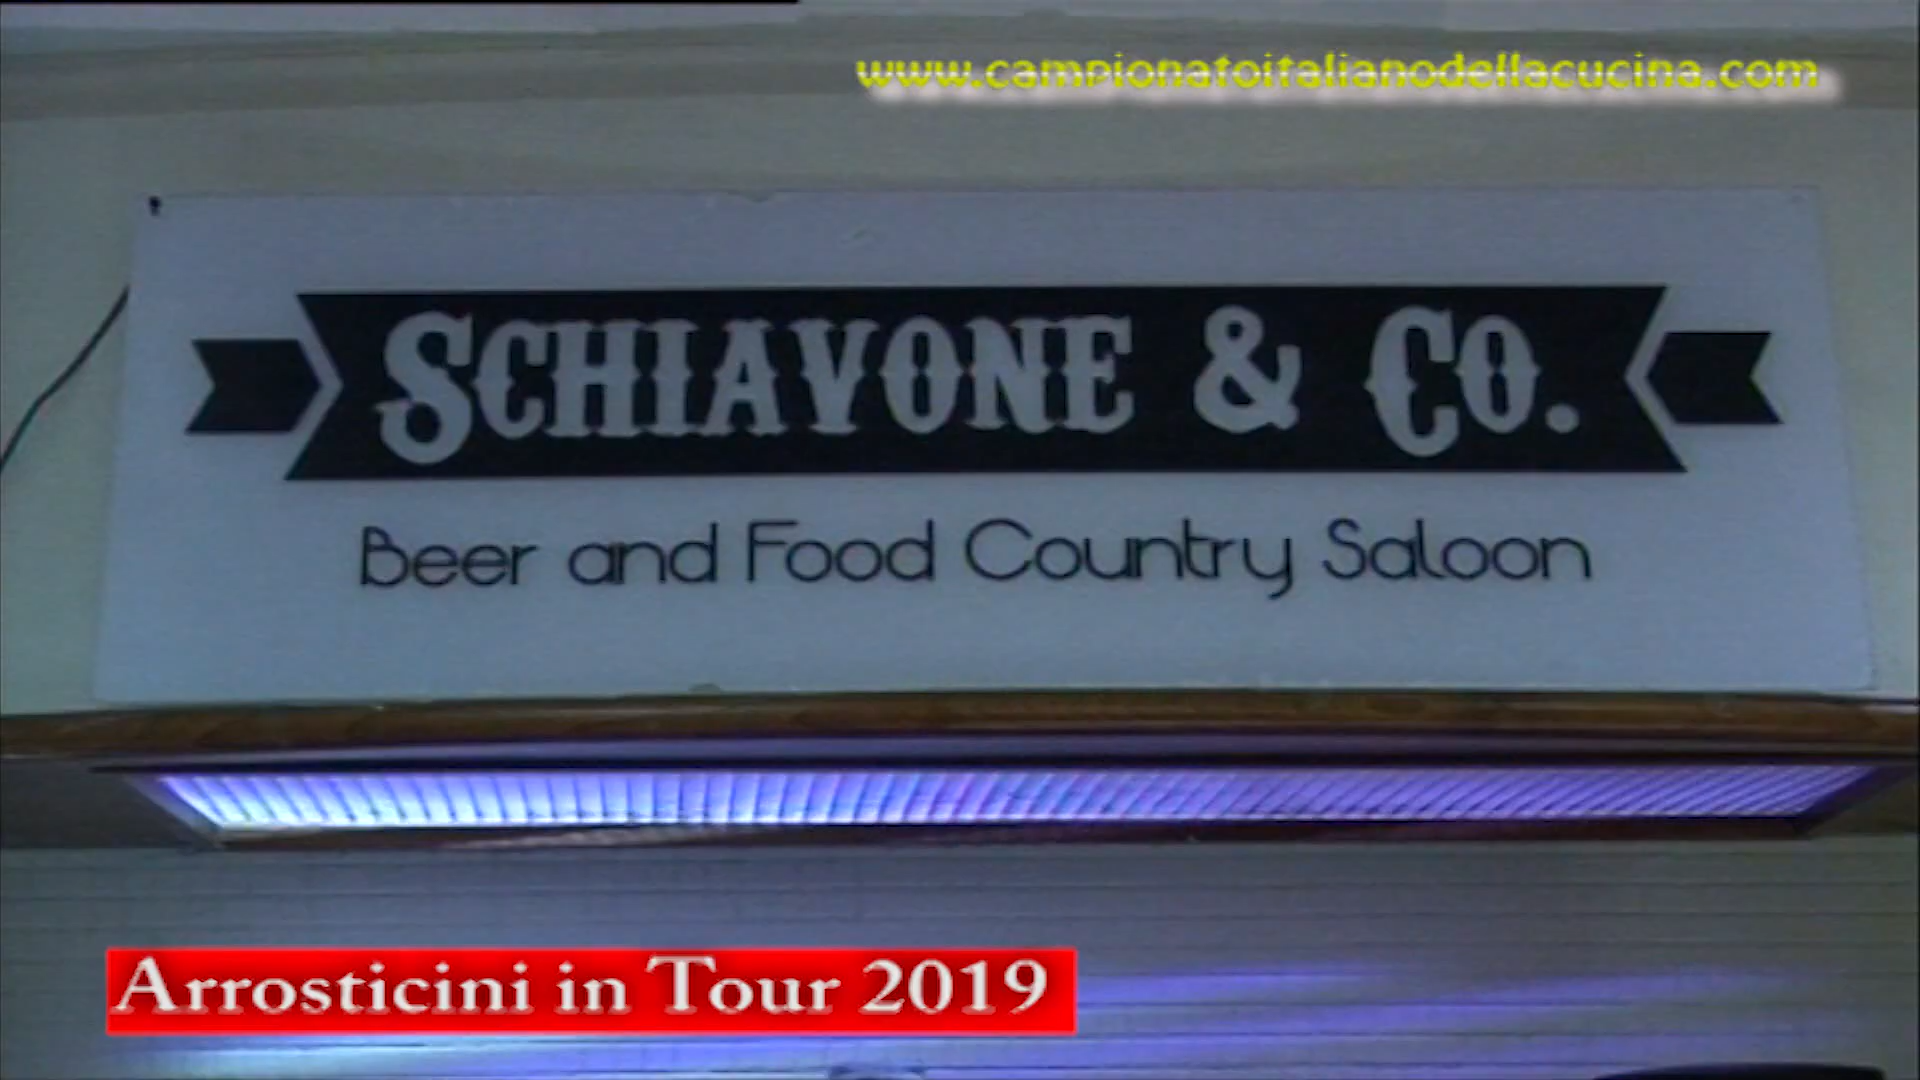 www.campionatoitalianodellacucina.com
SCHIAVONE & CO.
Beer and Food Country Saloon
Arrosticini in Tour 2019